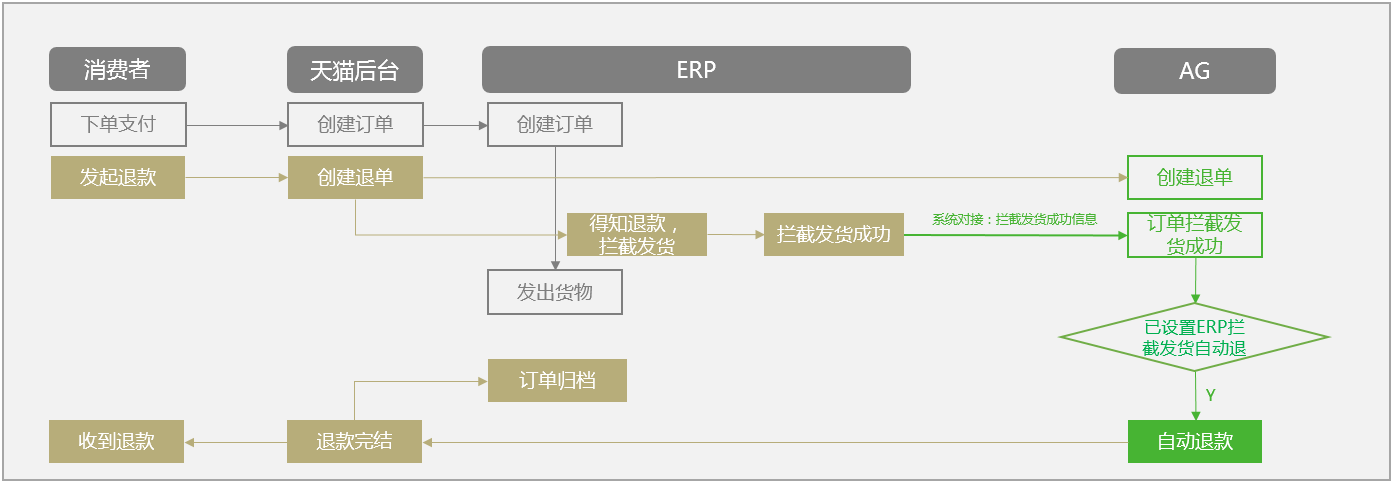 消费者
天猫后台
ERP
AG
下单支付
创建订单
创建订单
发起退款
创建退单
创建退单
得知退款，
拦截发货
拦截发货成功
系统对接：拦截发货成功信息
订单拦截发
货成功
发出货物
已设置ERP拦
截发货自动退
订单归档
Y
收到退款
退款完结
自动退款